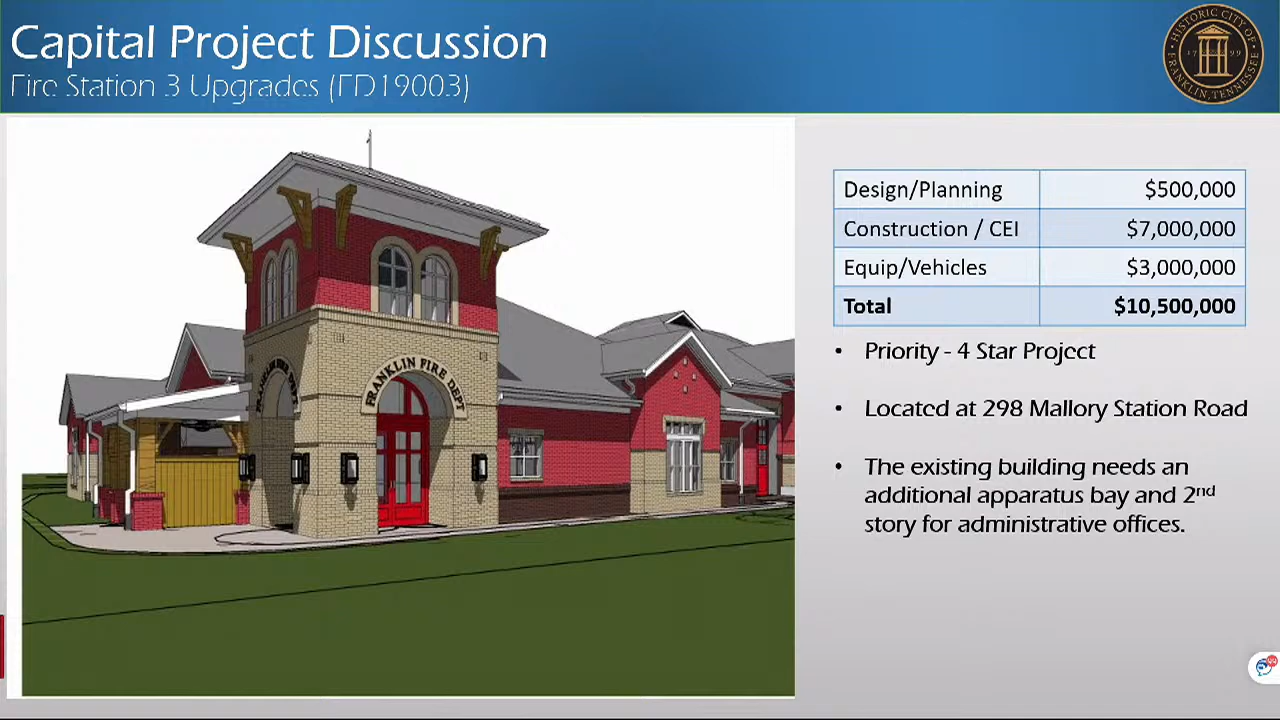 Capital Project Discussion
Fire Station 3 Upgrades (FD19003)
HISTORIC CITY OF
1799
FRANKLIN, TENNESSEE
FRANKLIN FIRE DEPT
Design/Planning $500,000
Construction / CEI $7,000,000
Equip/Vehicles $3,000,000
Total $10,500,000
• Priority - 4 Star Project
• Located at 298 Mallory Station Road
• The existing building needs an
additional apparatus bay and 2nd
story for administrative offices.